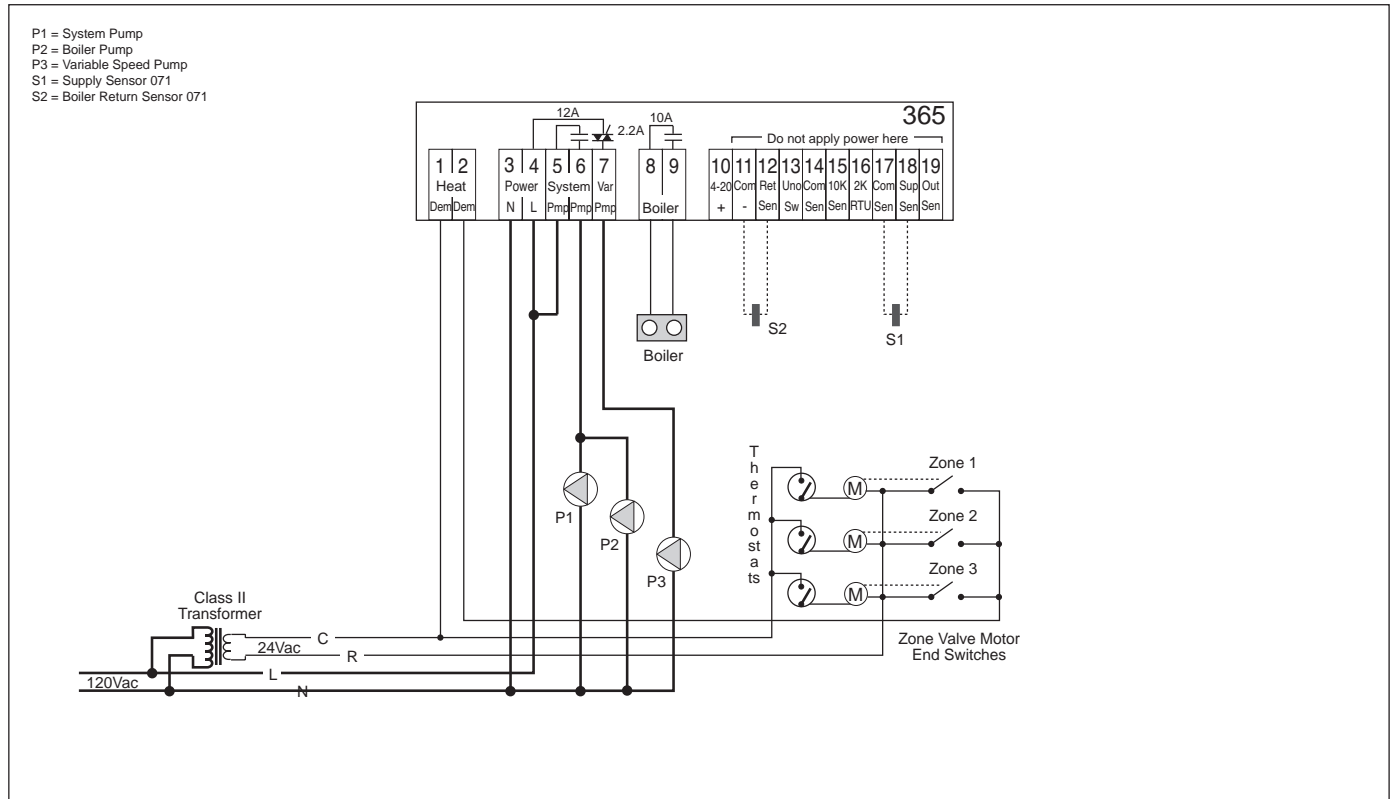 P1 = System Pump
P2 = Boiler Pump
P3 = Variable Speed Pump
S1 = Supply Sensor 071
S2 = Boiler Return Sensor 071
365
12A
2.2A
10A
Do not apply power here
1 2 3 4 5 6 7 8 9 10 11 12 13 14 15 16 17 18 19
Heat Power System Var Boiler 4-20 Com Ret Uno Com 10K 2K Com Sup Out
Dem Dem N L Pmp Pmp Pmp + - Sen Sw Sen Sen RTU Sen Sen Sen
S2
S1
Boiler
Thermostats
M
Zone 1
M
Zone 2
M
Zone 3
P1
P2
P3
Class II
Transformer
24Vac
C
R
Zone Valve Motor
End Switches
120Vac
L
N